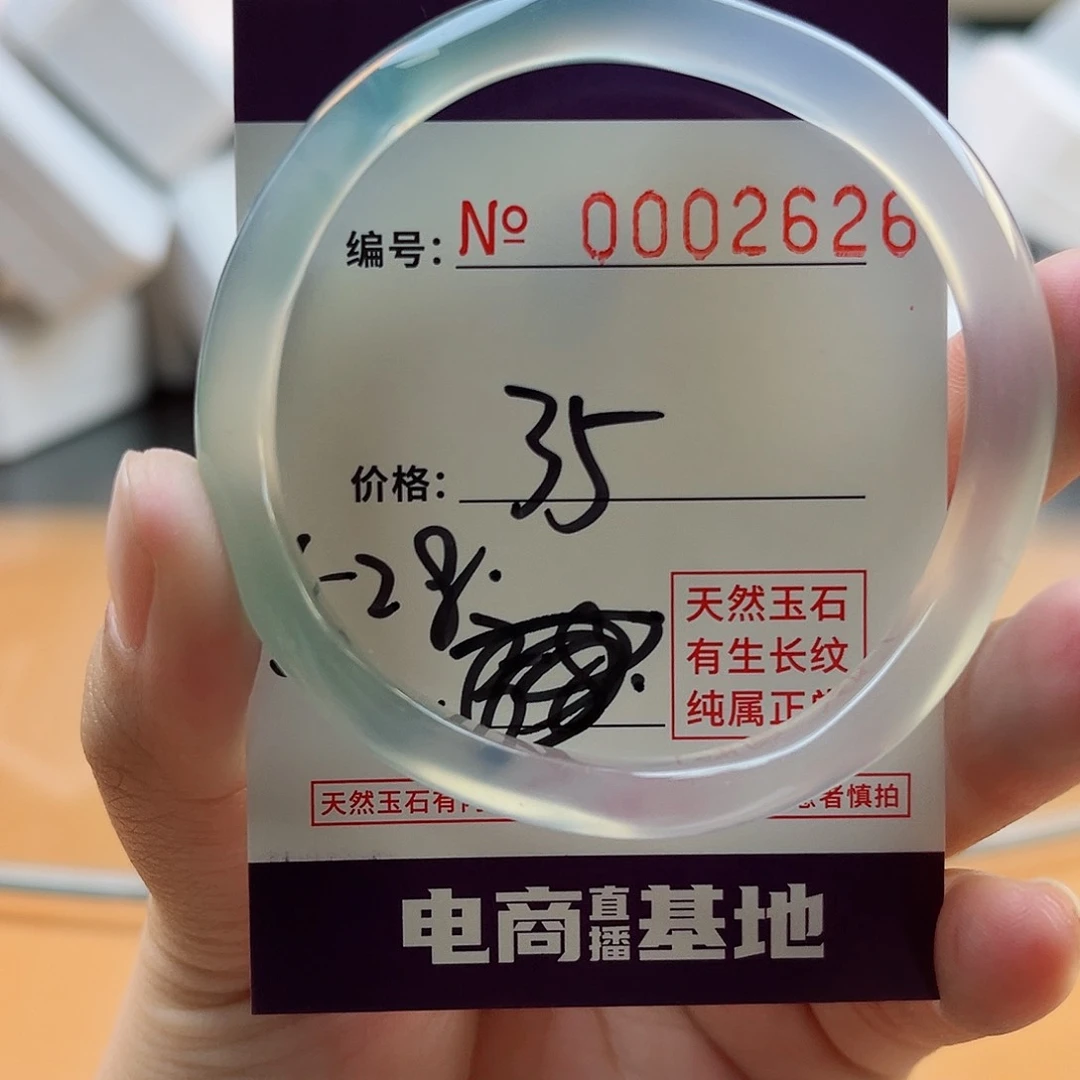 编号: № 0002626
价格: 35
天然玉石
有生长纹
纯属正
天然玉石有
者慎拍
电商直播基地